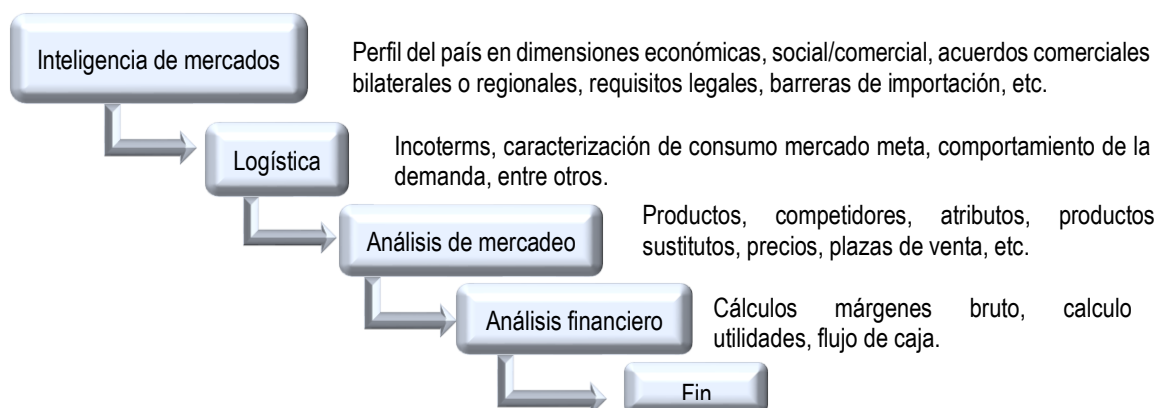 Inteligencia de mercados
Perfil del país en dimensiones económicas, social/comercial, acuerdos comerciales
bilaterales o regionales, requisitos legales, barreras de importación, etc.
Logística
Incoterms, caracterización de consumo mercado meta, comportamiento de la
demanda, entre otros.
Análisis de mercadeo
Productos, competidores, atributos, productos
sustitutos, precios, plazas de venta, etc.
Análisis financiero
Cálculos márgenes bruto, calculo
utilidades, flujo de caja.
Fin